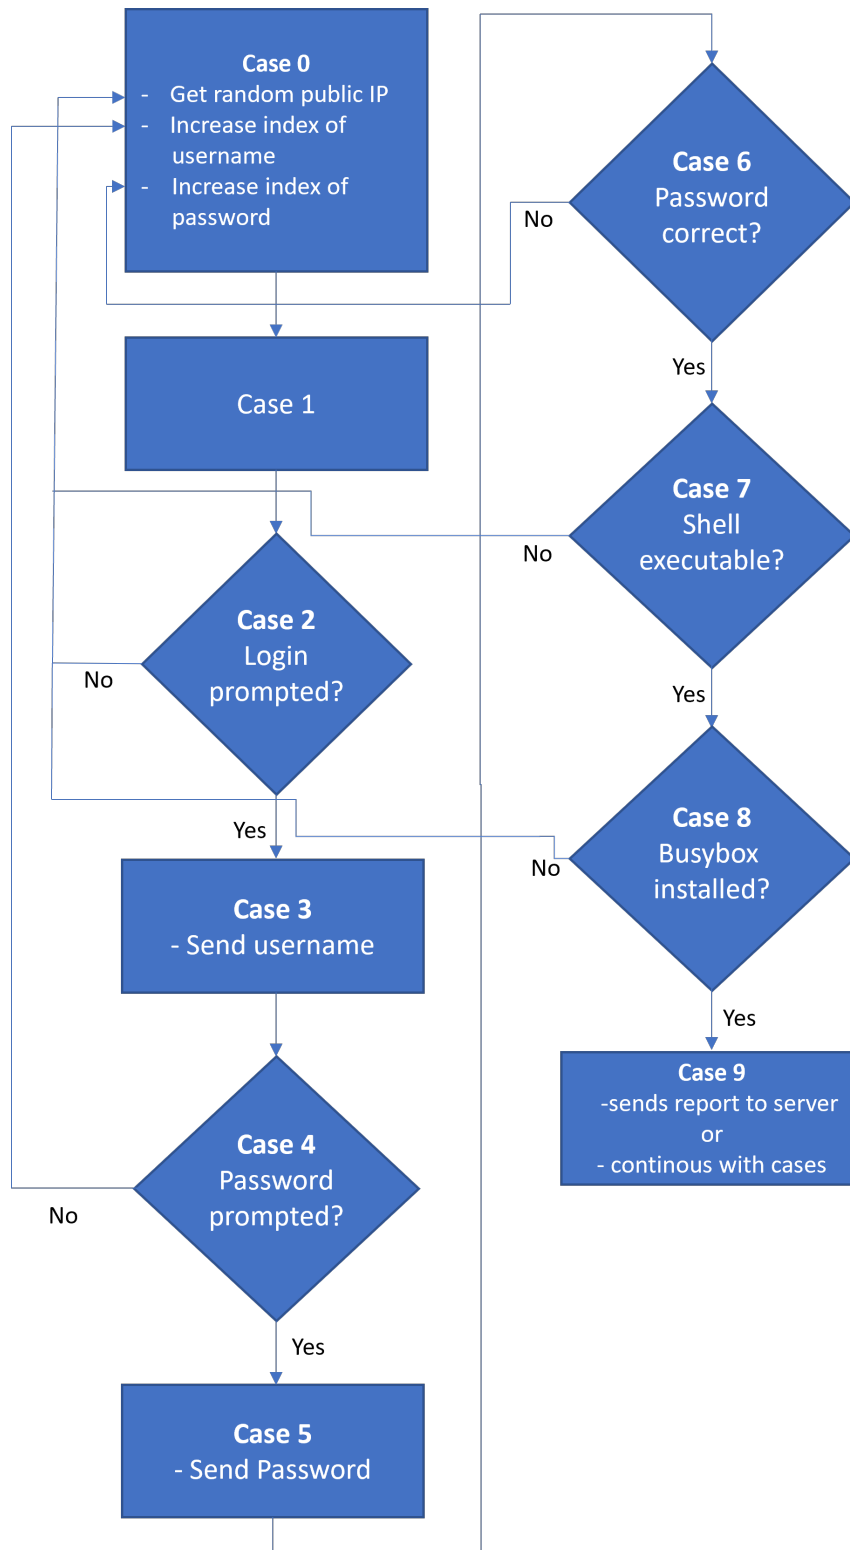 Case 0
- Get random public IP
- Increase index of
username
- Increase index of
password
Case 1
Case 2
Login
prompted?
No
Yes
Case 3
- Send username
Case 4
Password
prompted?
No
Yes
Case 5
- Send Password
Case 6
Password
correct?
No
Yes
Case 7
Shell
executable?
No
Yes
Case 8
Busybox
installed?
No
Yes
Case 9
-sends report to server
or
- continous with cases